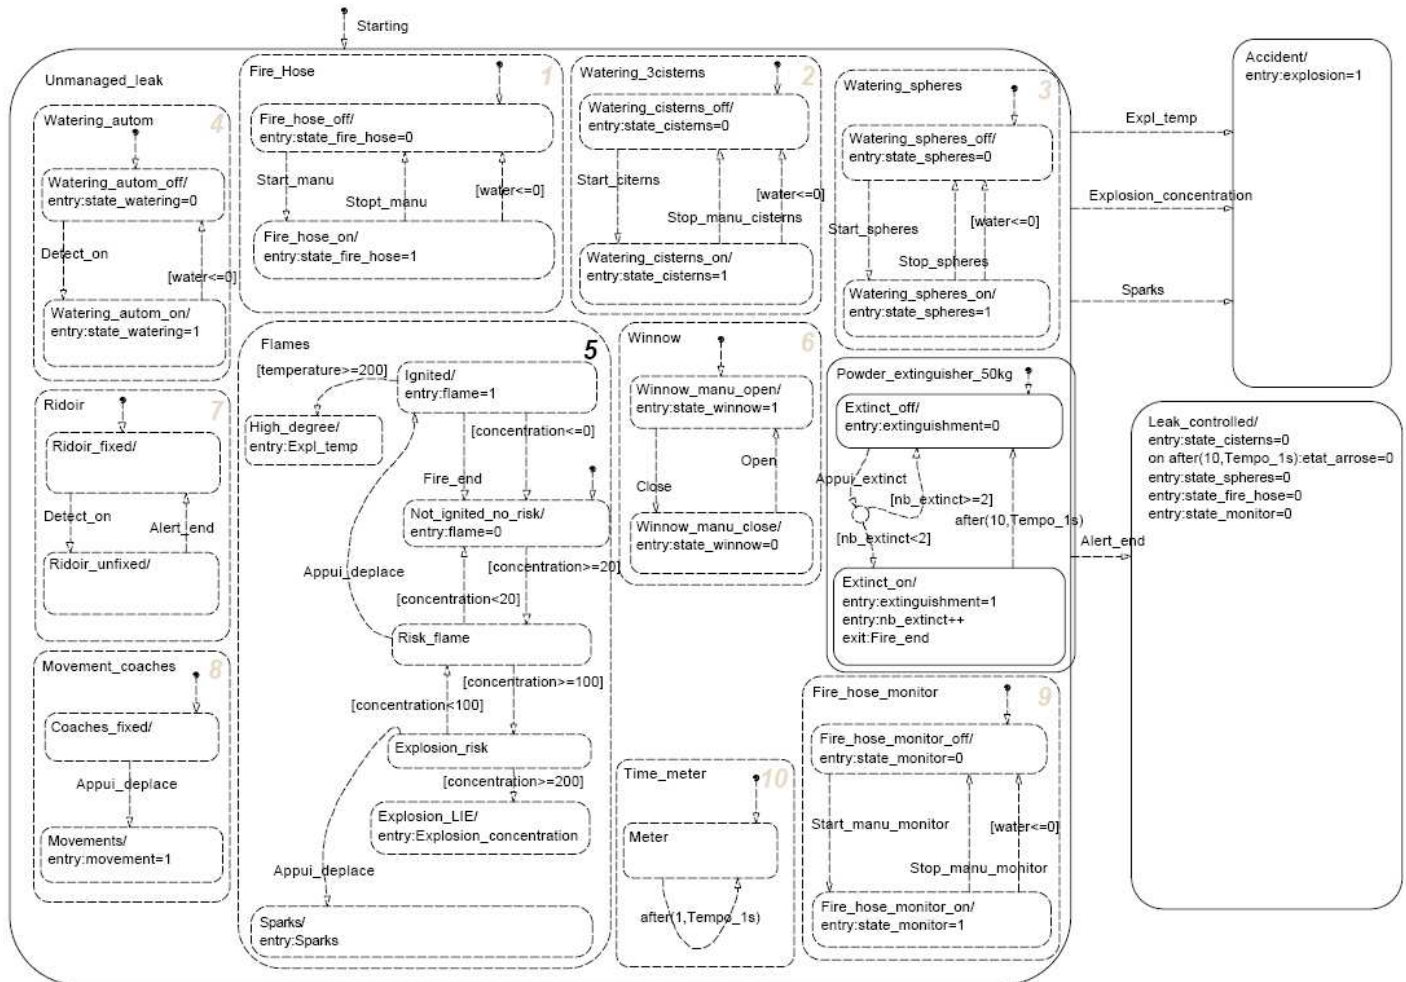 Starting
Unmanaged_leak
Watering_autom
4
Watering_autom_off/
entry:state_watering=0
Detect_on
[water<=0]
Watering_autom_on/
entry:state_watering=1
Fire_Hose
1
Fire_hose_off/
entry:state_fire_hose=0
Start_manu
Stopt_manu
[water<=0]
Fire_hose_on/
entry:state_fire_hose=1
Watering_3cisterns
2
Watering_cisterns_off/
entry:state_cisterns=0
Start_citerns
[water<=0]
Stop_manu_cisterns
Watering_cisterns_on/
entry:state_cisterns=1
Watering_spheres
3
Watering_spheres_off/
entry:state_spheres=0
[water<=0]
Start_spheres
Stop_spheres
Watering_spheres_on/
entry:state_spheres=1
Expl_temp
Explosion_concentration
Sparks
Accident/
entry:explosion=1
Ridoir
7
Ridoir_fixed/
Detect_on
Alert_end
Ridoir_unfixed/
Movement_coaches
8
Coaches_fixed/
Appui_deplace
Movements/
entry:movement=1
Flames
5
[temperature>=200]
Ignited/
entry:flame=1
High_degree/
entry:Expl_temp
[concentration<=0]
Fire_end
Not_ignited_no_risk/
entry:flame=0
[concentration>=20]
Appui_deplace
[concentration<20]
Risk_flame
[concentration>=100]
[concentration<100]
Explosion_risk
[concentration>=200]
Explosion_LIE/
entry:Explosion_concentration
Appui_deplace
Sparks/
entry:Sparks
Winnow
6
Winnow_manu_open/
entry:state_winnow=1
Open
Close
Winnow_manu_close/
entry:state_winnow=0
Time_meter
10
Meter
after(1,Tempo_1s)
Powder_extinguisher_50kg
Extinct_off/
entry:extinguishment=0
Appui_extinct
[nb_extinct>=2]
after(10,Tempo_1s)
[nb_extinct<2]
Extinct_on/
entry:extinguishment=1
entry:nb_extinct++
exit:Fire_end
Fire_hose_monitor
9
Fire_hose_monitor_off/
entry:state_monitor=0
Start_manu_monitor
[water<=0]
Stop_manu_monitor
Fire_hose_monitor_on/
entry:state_monitor=1
Alert_end
Leak_controlled/
entry:state_cisterns=0
on after(10,Tempo_1s):etat_arrose=0
entry:state_spheres=0
entry:state_fire_hose=0
entry:state_monitor=0